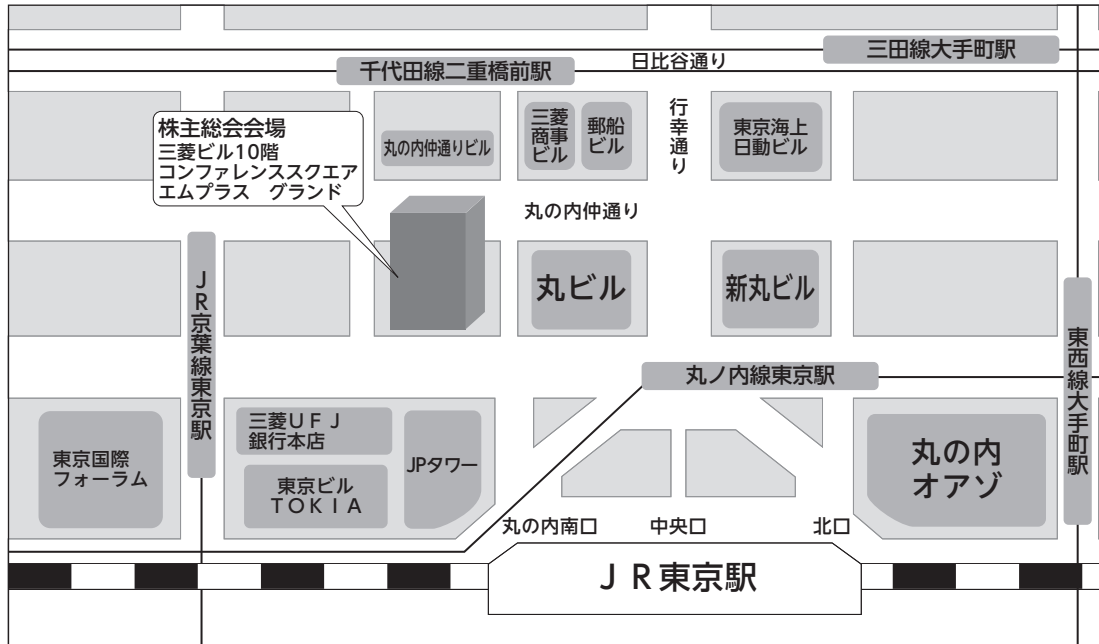 三田線大手町駅
日比谷通り
千代田線二重橋前駅
株主総会会場
三菱ビル10階
コンファレンススクエア
エムプラス　グランド
丸の内仲通りビル
三菱
商事
ビル
郵船
ビル
行幸通り
東京海上
日動ビル
丸の内仲通り
JR京葉線東京駅
丸ビル
新丸ビル
東西線大手町駅
丸ノ内線東京駅
東京国際
フォーラム
三菱ＵＦＪ
銀行本店
東京ビル
ＴＯＫＩＡ
JPタワー
丸の内
オアゾ
丸の内南口
中央口
北口
ＪＲ東京駅